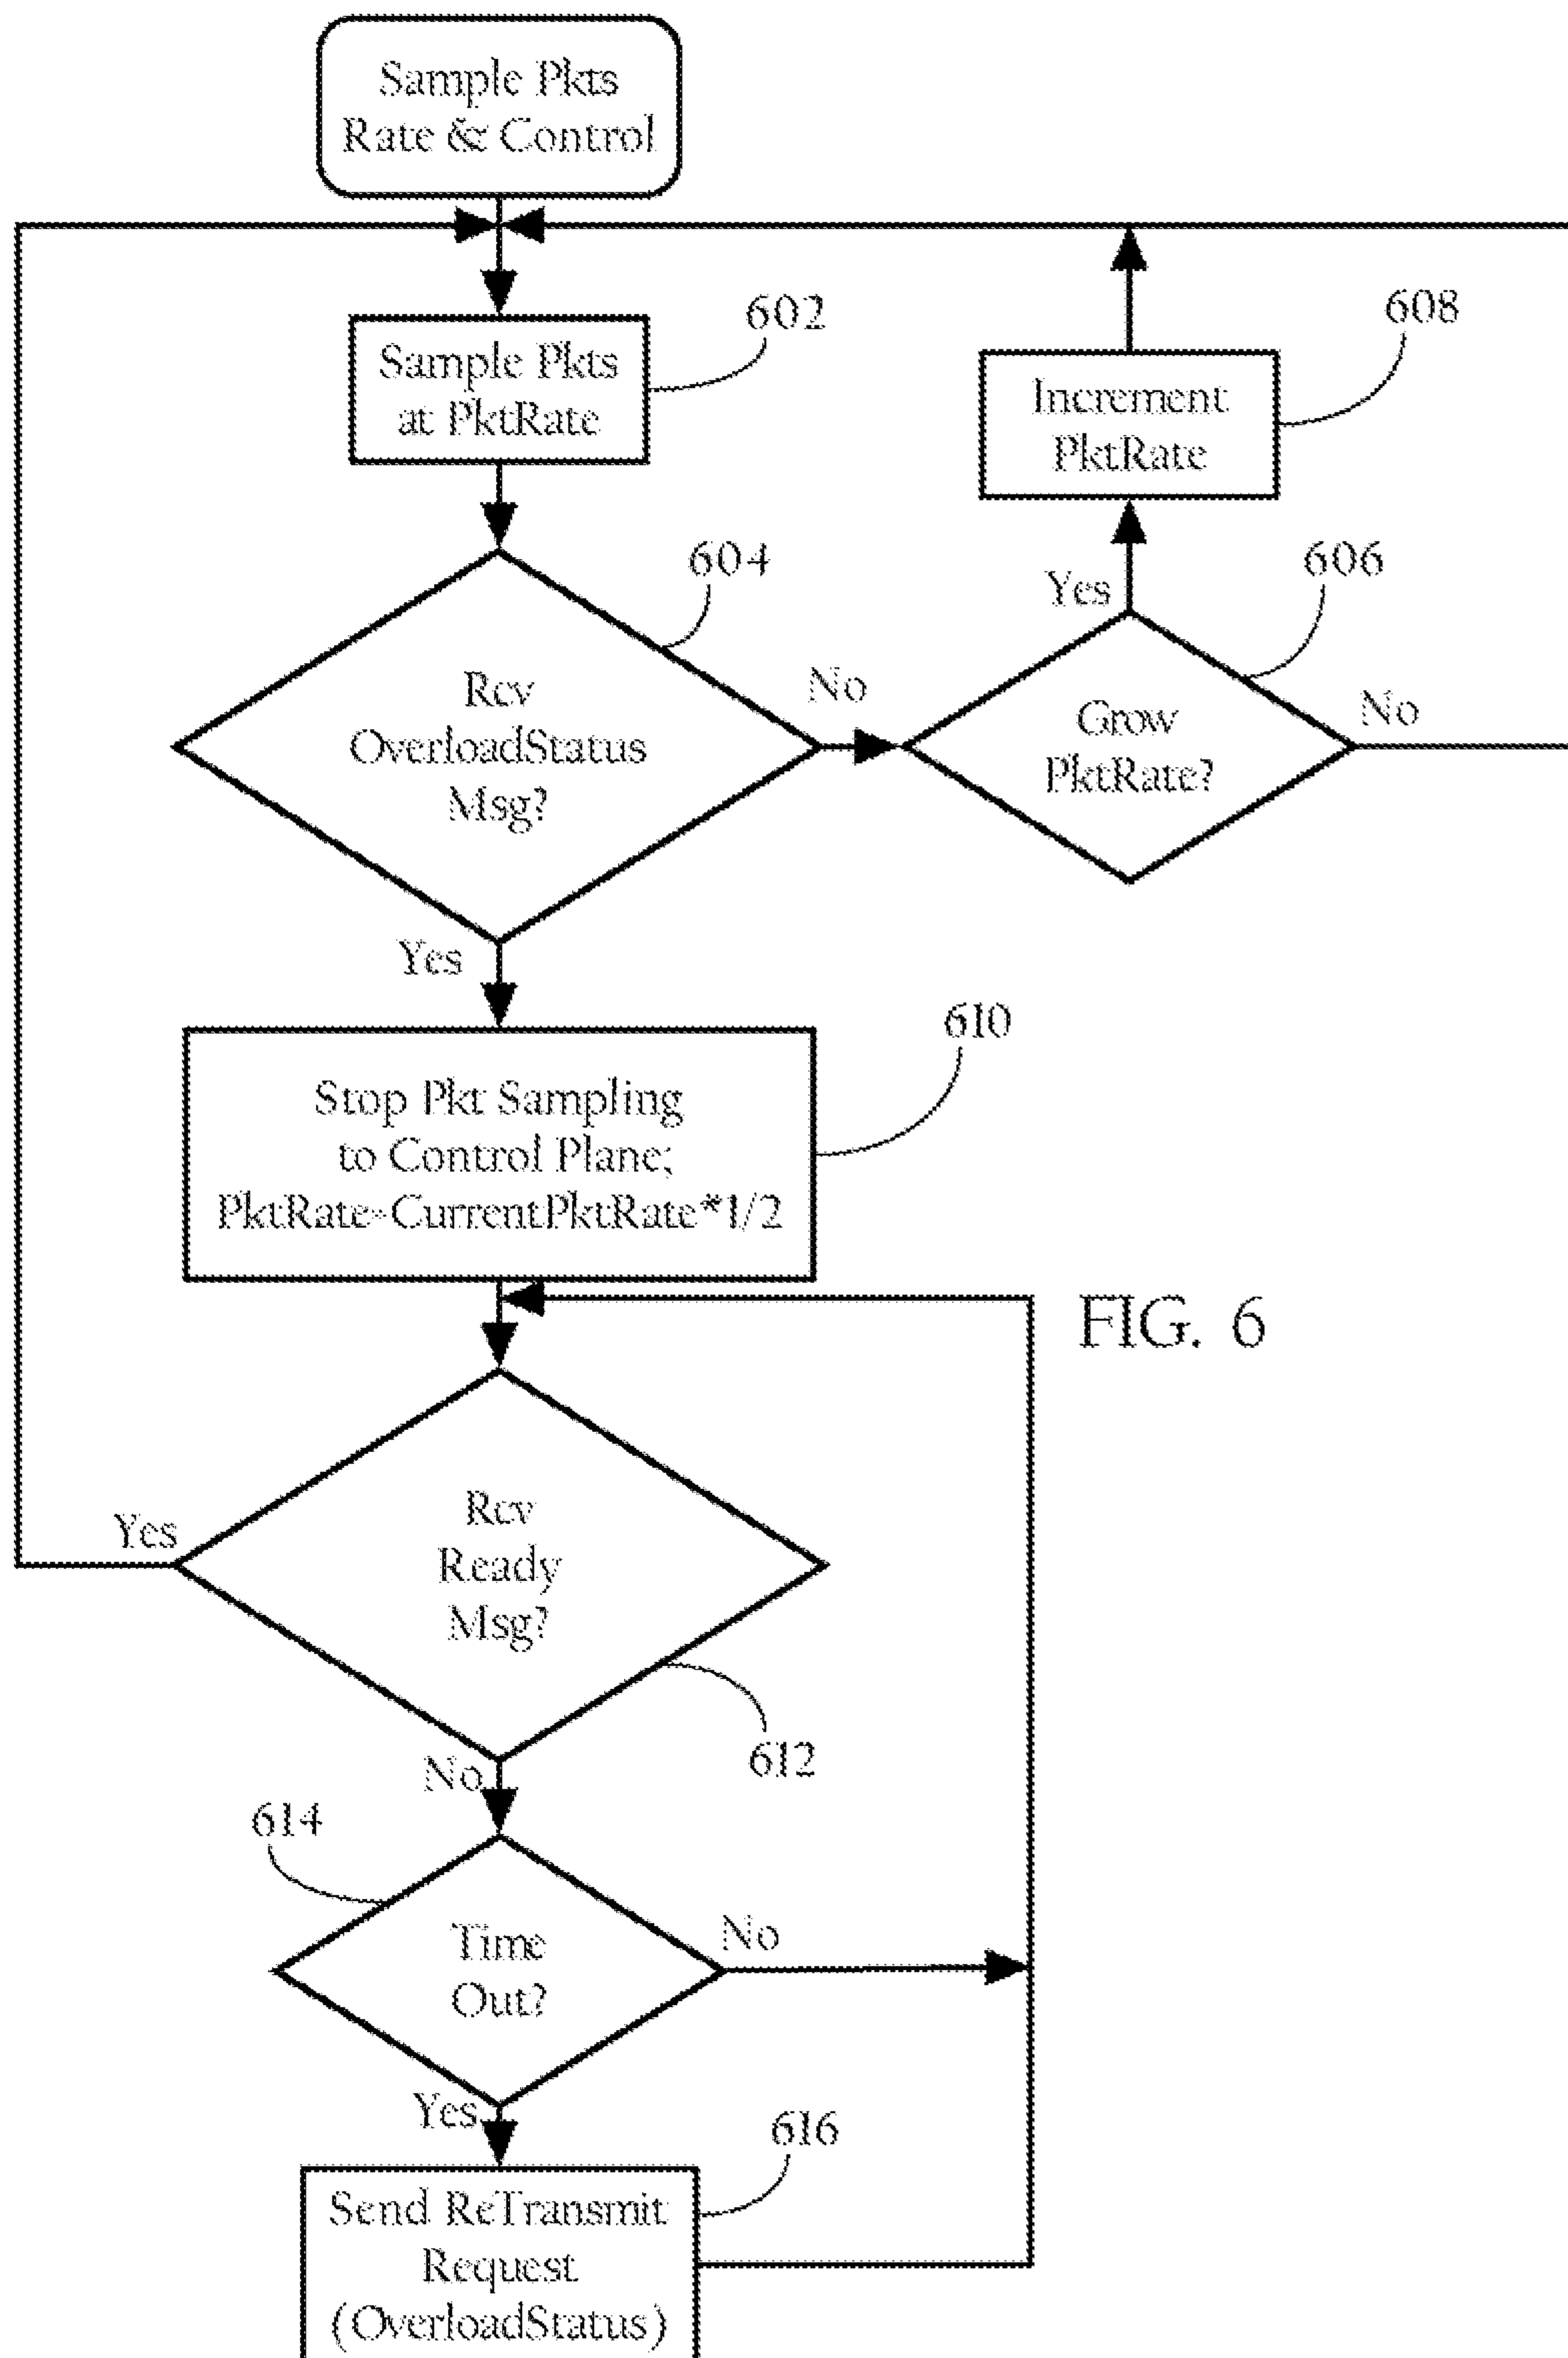 Sample Pkts
Rate & Control
602
Sample Pkts
at PktRate
608
Increment
PktRate
604
606
Yes
Rcv
OverloadStatus
Msg?
No
Grow
PktRate?
No
Yes
610
Stop Pkt Sampling
to Control Plane;
PktRate=CurrentPktRate*1/2
FIG. 6
Rcv
Ready
Msg?
Yes
612
No
614
Time
Out?
No
Yes
616
Send ReTransmit
Request
(OverloadStatus)